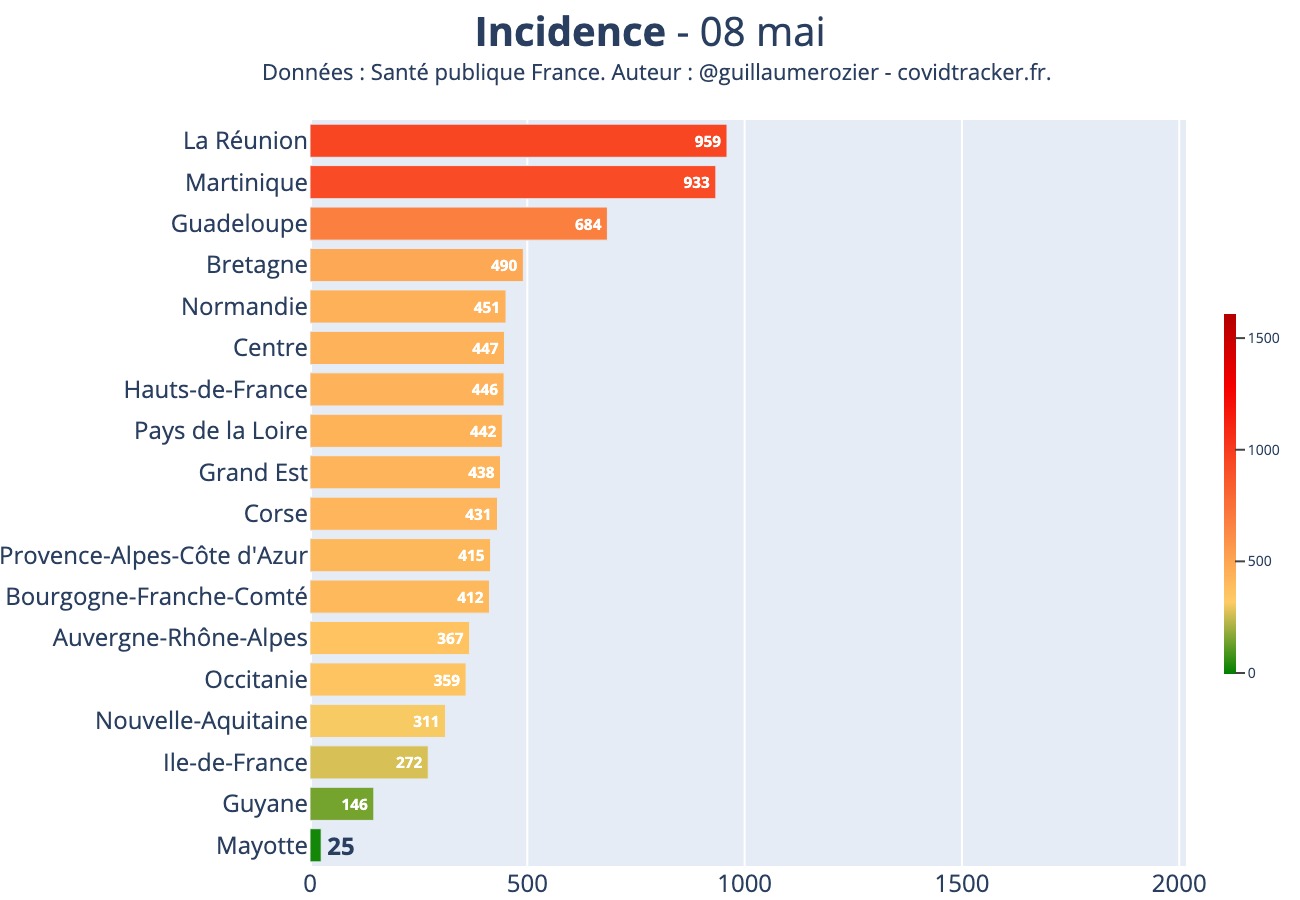 Incidence - 08 mai
Données : Santé publique France. Auteur : @guillaumerozier - covidtracker.fr.
La Réunion 959
Martinique 933
Guadeloupe 684
Bretagne 490
Normandie 451
Centre 447
Hauts-de-France 446
Pays de la Loire 442
Grand Est 438
Corse 431
Provence-Alpes-Côte d'Azur 415
Bourgogne-Franche-Comté 412
Auvergne-Rhône-Alpes 367
Occitanie 359
Nouvelle-Aquitaine 311
Ile-de-France 272
Guyane 146
Mayotte 25
0 500 1000 1500 2000
1500
1000
500
0